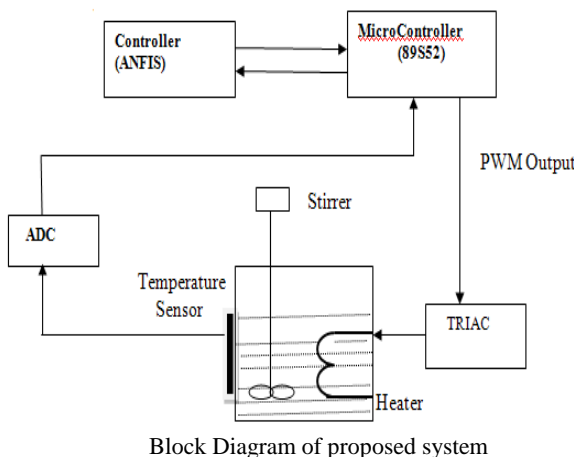 Controller
(ANFIS)
MicroController
(89S52)
PWM Output
Stirrer
ADC
Temperature
Sensor
TRIAC
Heater
Block Diagram of proposed system